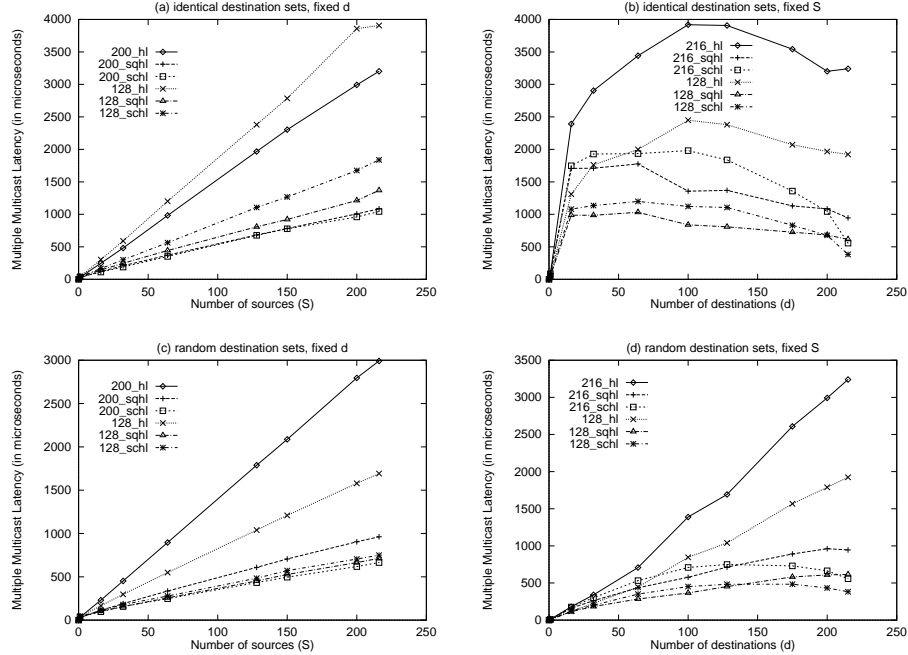 (a) identical destination sets, fixed d
Multiple Multicast Latency (in microseconds)
4000
3500
3000
2500
2000
1500
1000
500
0
200_hl
200_sqhl
200_schl
128_hl
128_sqhl
128_schl
0 50 100 150 200 250
Number of sources (S)
(b) identical destination sets, fixed S
Multiple Multicast Latency (in microseconds)
4000
3500
3000
2500
2000
1500
1000
500
0
216_hl
216_sqhl
216_schl
128_hl
128_sqhl
128_schl
0 50 100 150 200 250
Number of destinations (d)
(c) random destination sets, fixed d
Multiple Multicast Latency (in microseconds)
3000
2500
2000
1500
1000
500
0
200_hl
200_sqhl
200_schl
128_hl
128_sqhl
128_schl
0 50 100 150 200 250
Number of sources (S)
(d) random destination sets, fixed S
Multiple Multicast Latency (in microseconds)
3500
3000
2500
2000
1500
1000
500
0
216_hl
216_sqhl
216_schl
128_hl
128_sqhl
128_schl
0 50 100 150 200 250
Number of destinations (d)